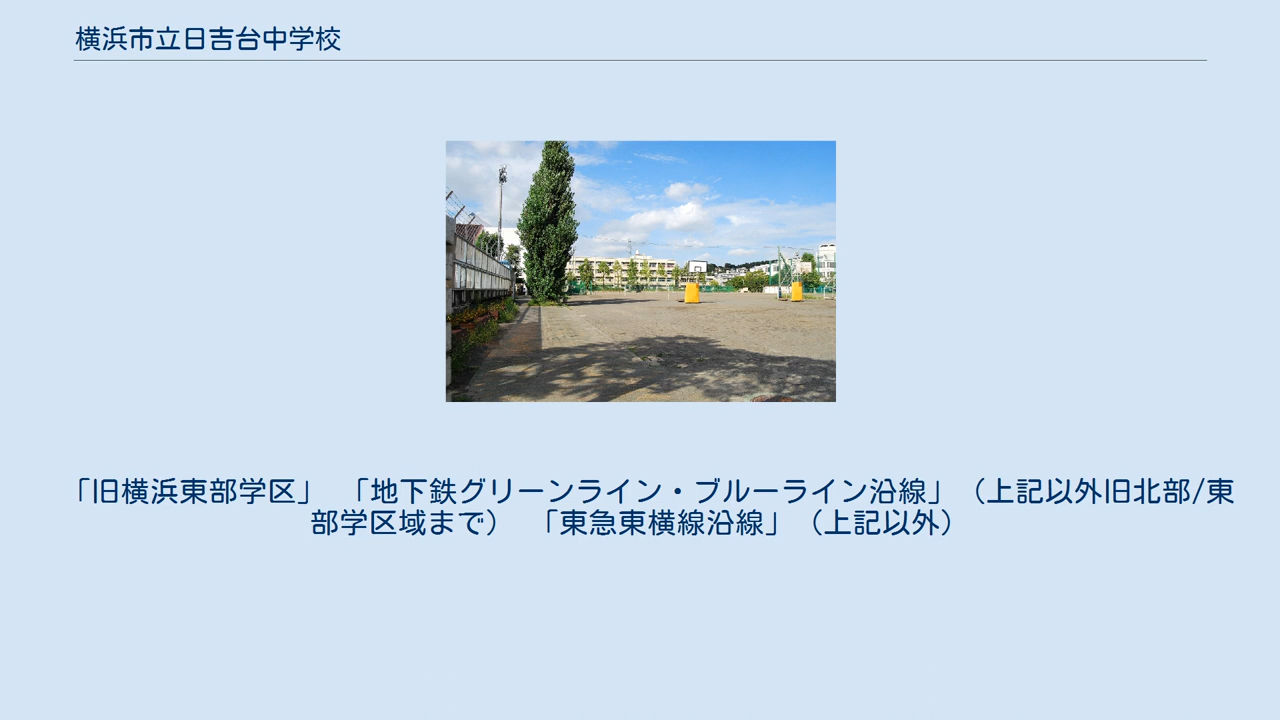 横浜市立日吉台中学校
「旧横浜東部学区」 「地下鉄グリーンライン・ブルーライン沿線」（上記以外旧北部/東
部学区域まで） 「東急東横線沿線」（上記以外）